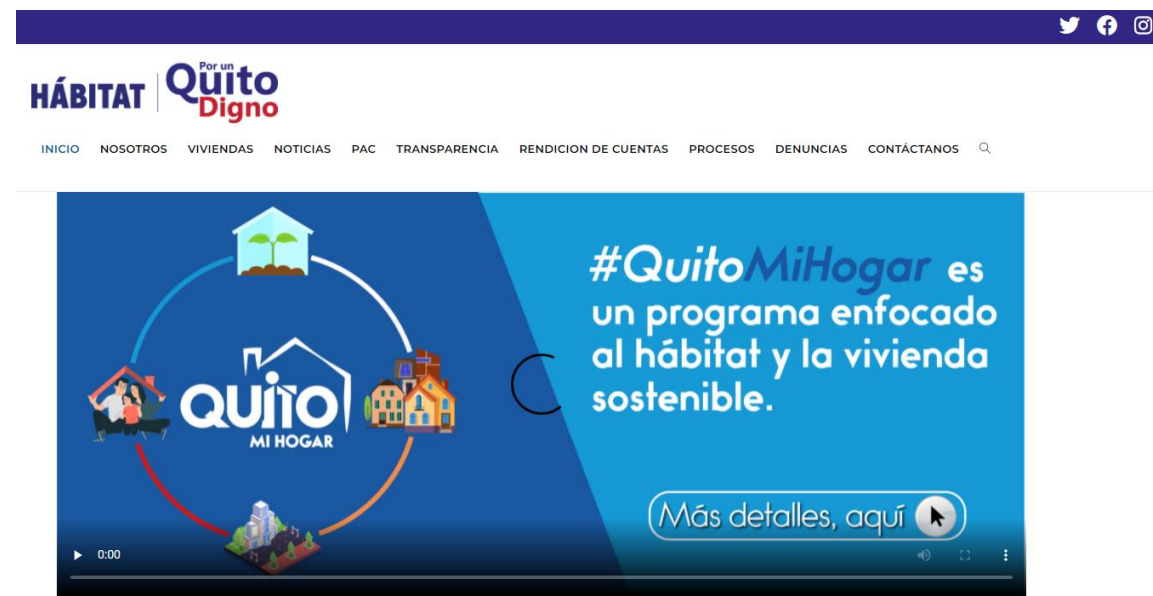 HÁBITAT
Por un
Quito
Digno
INICIO NOSOTROS VIVIENDAS NOTICIAS PAC TRANSPARENCIA RENDICION DE CUENTAS PROCESOS DENUNCIAS CONTÁCTANOS
QUITO
MI HOGAR
#QuitoMiHogar es
un programa enfocado
al hábitat y la vivienda
sostenible.
Más detalles, aquí
0:00